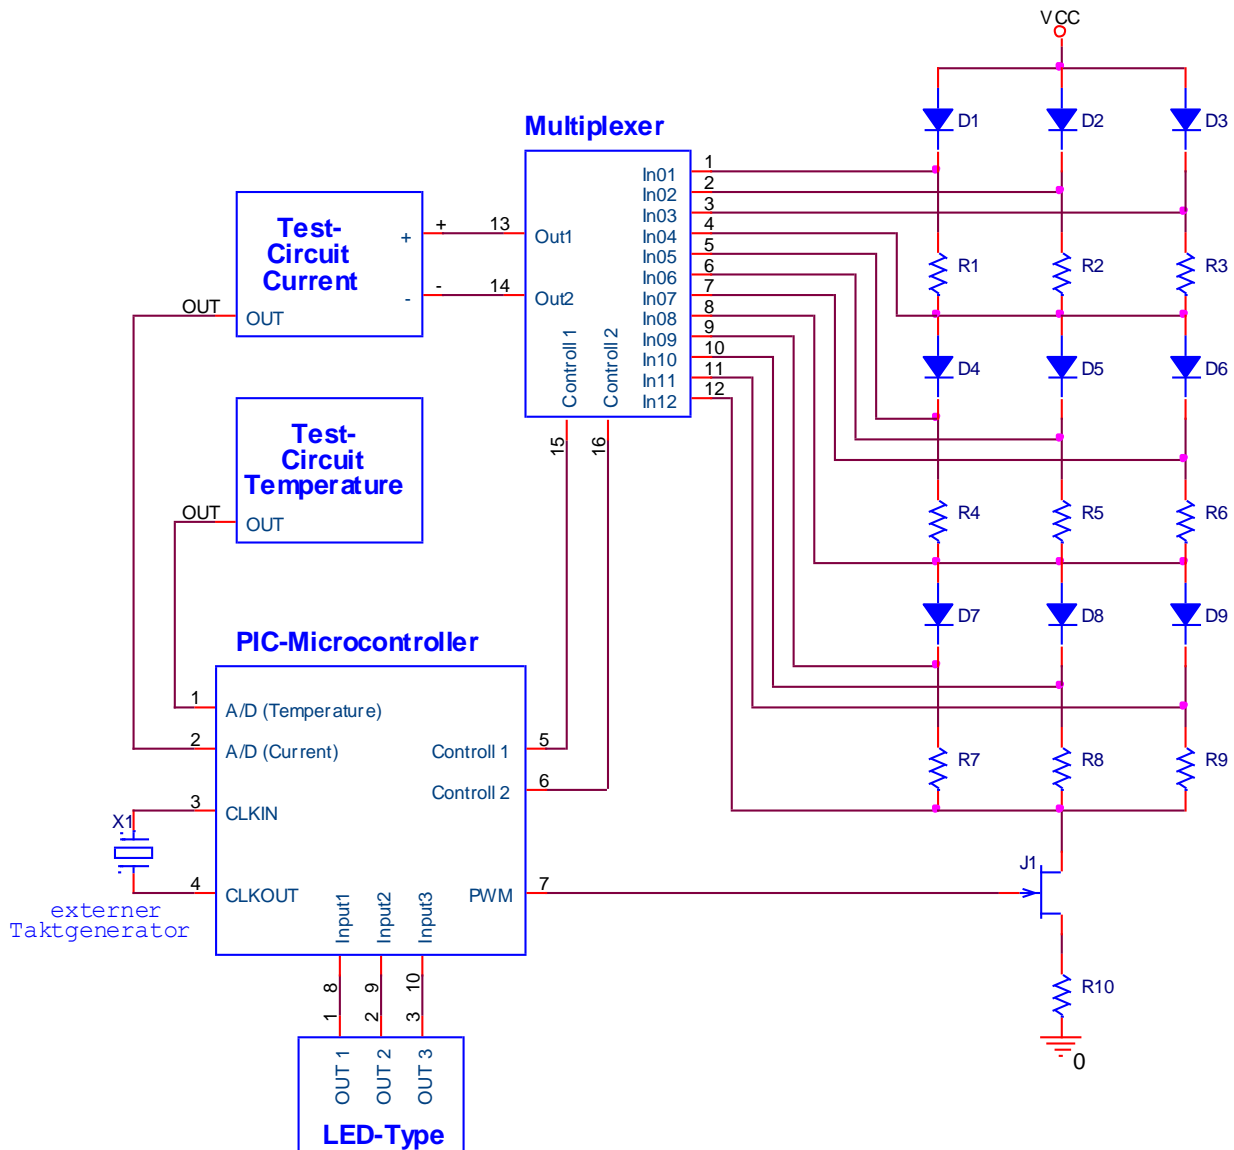 VCC
D1
D2
D3
Multiplexer
In01
In02
In03
In04
In05
In06
In07
In08
In09
In10
In11
In12
1
2
3
4
5
6
7
8
9
10
11
12
Out1
Out2
13
14
Controll 1
Controll 2
15
16
Test-
Circuit
Current
+
-
+
-
OUT
OUT
Test-
Circuit
Temperature
OUT
OUT
R1
R2
R3
D4
D5
D6
R4
R5
R6
D7
D8
D9
R7
R8
R9
PIC-Microcontroller
1
A/D (Temperature)
2
A/D (Current)
3
CLKIN
4
CLKOUT
Controll 1
5
Controll 2
6
PWM
7
Input1
Input2
Input3
8
9
10
X1
externer
Taktgenerator
J1
R10
0
1
2
3
OUT 1
OUT 2
OUT 3
LED-Type